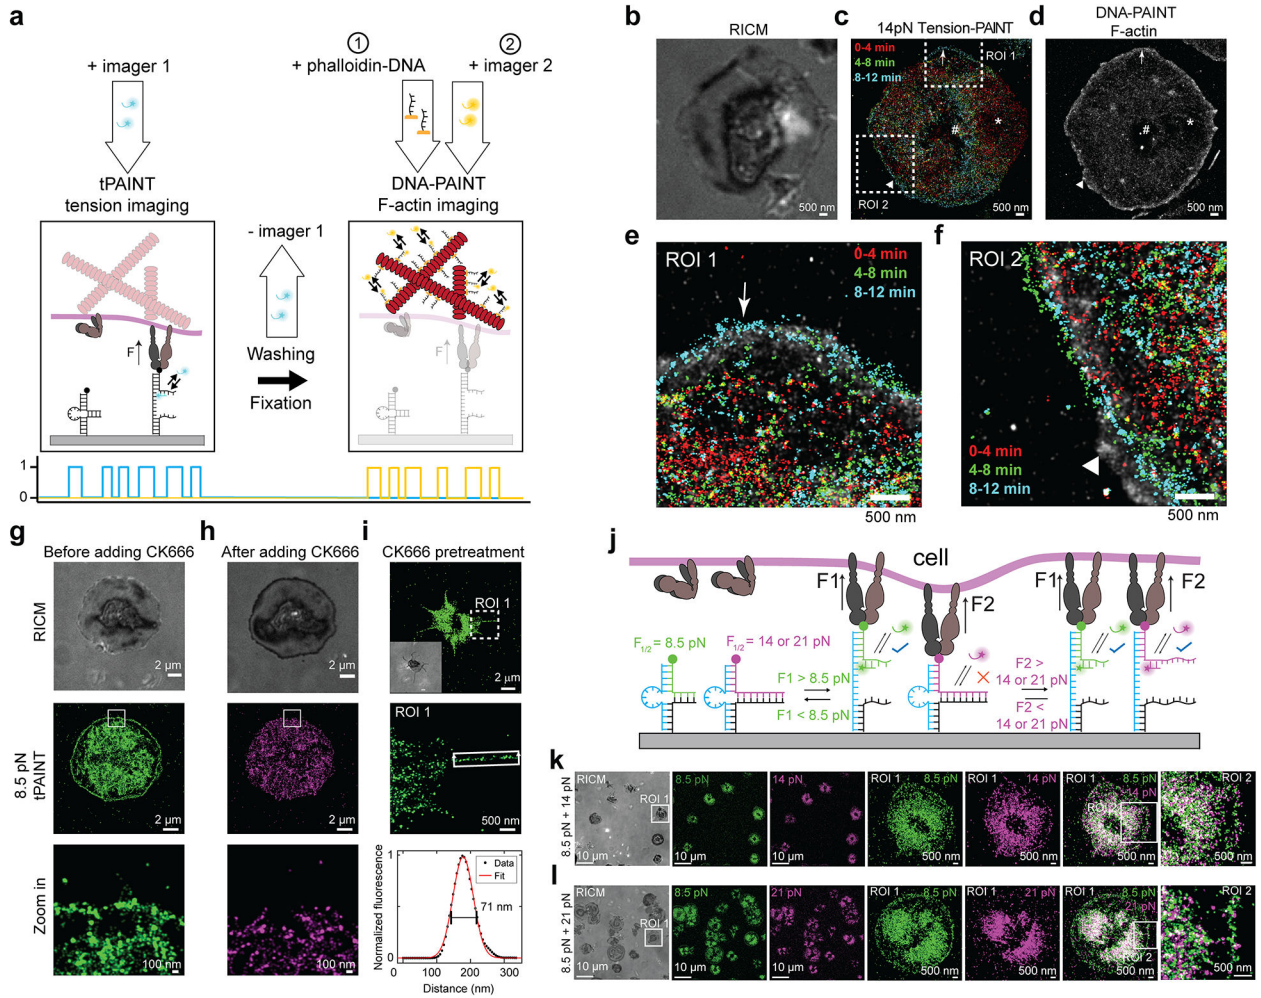 a
+ imager 1
1
+ phalloidin-DNA
2
+ imager 2
tPAINT
tension imaging
DNA-PAINT
F-actin imaging
- imager 1
F
F
Washing
Fixation
1
0
b
RICM
500 nm
c
14pN Tension-PAINT
0-4 min
4-8 min
8-12 min
ROI 1
#
*
ROI 2
500 nm
d
DNA-PAINT
F-actin
#
*
500 nm
e
ROI 1
0-4 min
4-8 min
8-12 min
500 nm
f
ROI 2
0-4 min
4-8 min
8-12 min
500 nm
g
Before adding CK666
RICM
2 µm
8.5 pN
tPAINT
2 µm
Zoom in
100 nm
h
After adding CK666
2 µm
2 µm
100 nm
i
CK666 pretreatment
ROI 1
2 µm
ROI 1
500 nm
Normalized fluorescence
1
0
Data
Fit
71 nm
0
100
200
300
Distance (nm)
j
cell
F1
F2
F1
F2
F1/2 = 8.5 pN
F1/2 = 14 or 21 pN
F1 > 8.5 pN
F1 < 8.5 pN
F2 >
14 or 21 pN
F2 <
14 or 21 pN
k
8.5 pN + 14 pN
RICM
ROI 1
10 µm
8.5 pN
10 µm
14 pN
10 µm
ROI 1
8.5 pN
500 nm
ROI 1
14 pN
500 nm
ROI 1
8.5 pN
14 pN
ROI 2
500 nm
ROI 2
500 nm
l
8.5 pN + 21 pN
RICM
ROI 1
10 µm
8.5 pN
10 µm
21 pN
10 µm
ROI 1
8.5 pN
500 nm
ROI 1
21 pN
500 nm
ROI 1
8.5 pN
21 pN
ROI 2
500 nm
ROI 2
500 nm